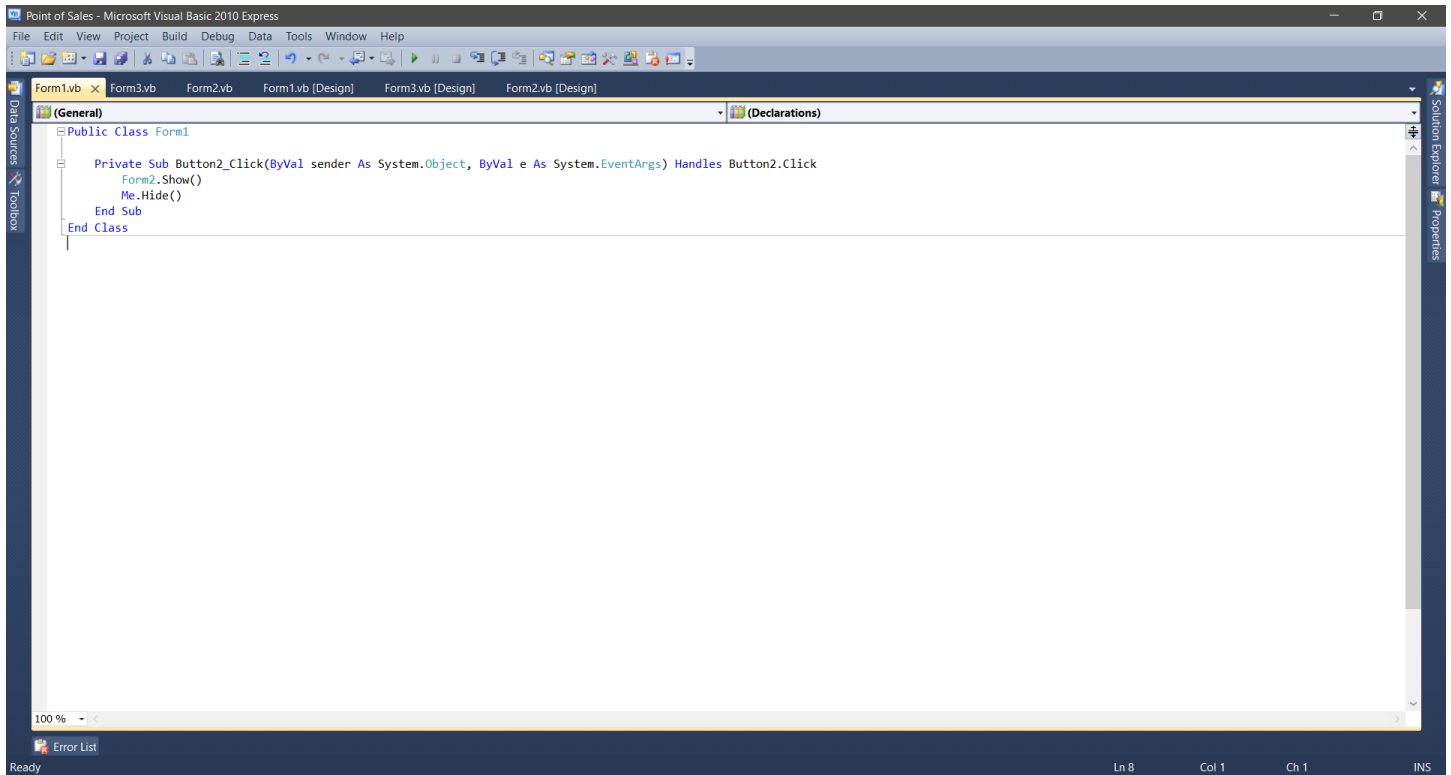 Point of Sales - Microsoft Visual Basic 2010 Express
File Edit View Project Build Debug Data Tools Window Help
Form1.vb Form3.vb Form2.vb Form1.vb [Design] Form3.vb [Design] Form2.vb [Design]
Data Sources
Toolbox
(General) (Declarations)
Public Class Form1
Private Sub Button2_Click(ByVal sender As System.Object, ByVal e As System.EventArgs) Handles Button2.Click
Form2.Show()
Me.Hide()
End Sub
End Class
Solution Explorer
Properties
100 %
Error List
Ready Ln 8 Col 1 Ch 1 INS